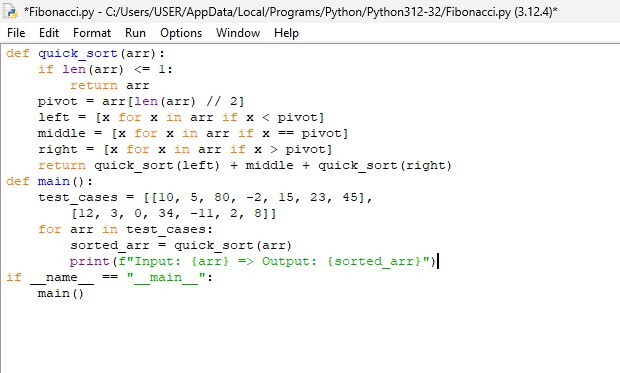 *Fibonacci.py - C:/Users/USER/AppData/Local/Programs/Python/Python312-32/Fibonacci.py (3.12.4)*
File Edit Format Run Options Window Help
def quick_sort(arr):
    if len(arr) <= 1:
        return arr
    pivot = arr[len(arr) // 2]
    left = [x for x in arr if x < pivot]
    middle = [x for x in arr if x == pivot]
    right = [x for x in arr if x > pivot]
    return quick_sort(left) + middle + quick_sort(right)
def main():
    test_cases = [[10, 5, 80, -2, 15, 23, 45],
        [12, 3, 0, 34, -11, 2, 8]]
    for arr in test_cases:
        sorted_arr = quick_sort(arr)
        print(f"Input: {arr} => Output: {sorted_arr}")
if __name__ == "__main__":
    main()